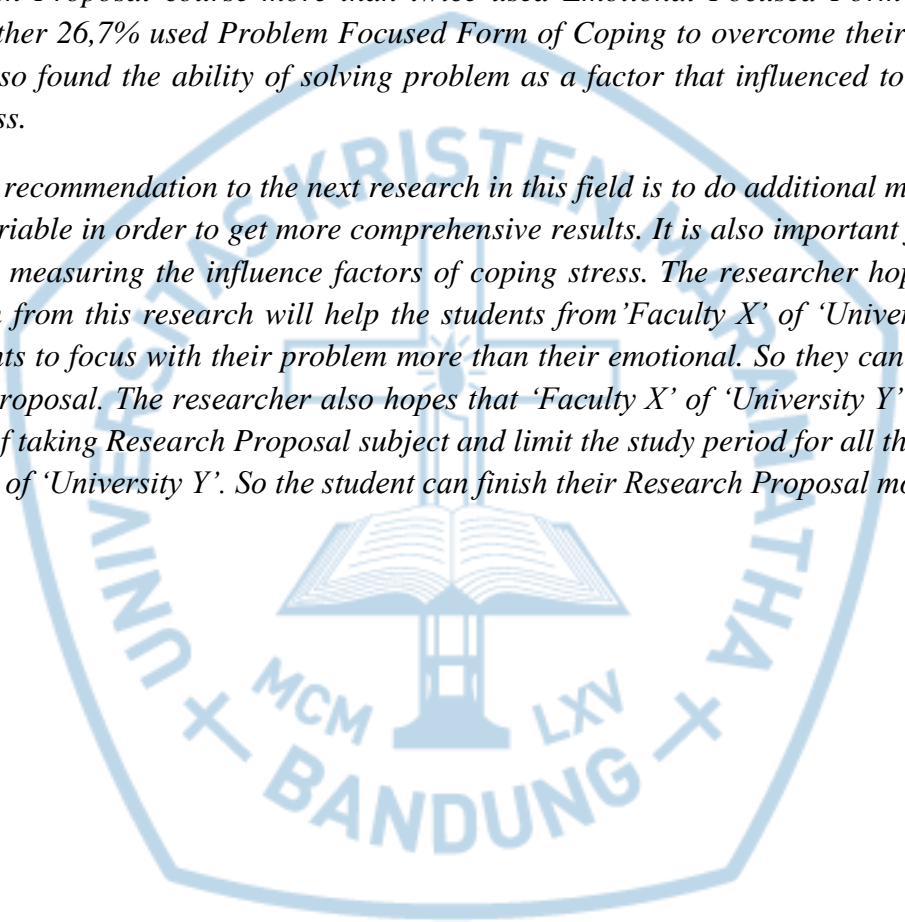 Proposal course more than twice used Emotional Focused Form
ther 26,7% used Problem Focused Form of Coping to overcome their
so found the ability of solving problem as a factor that influenced to
ss.
recommendation to the next research in this field is to do additional m
riable in order to get more comprehensive results. It is also important
measuring the influence factors of coping stress. The researcher hop
from this research will help the students from’Faculty X’ of ‘Univer
nts to focus with their problem more than their emotional. So they can
roposal. The researcher also hopes that ‘Faculty X’ of ‘University Y’
f taking Research Proposal subject and limit the study period for all th
of ‘University Y’. So the student can finish their Research Proposal mo
UNIVERSITAS KRISTEN MARANATHA
MCM LXV
BANDUNG